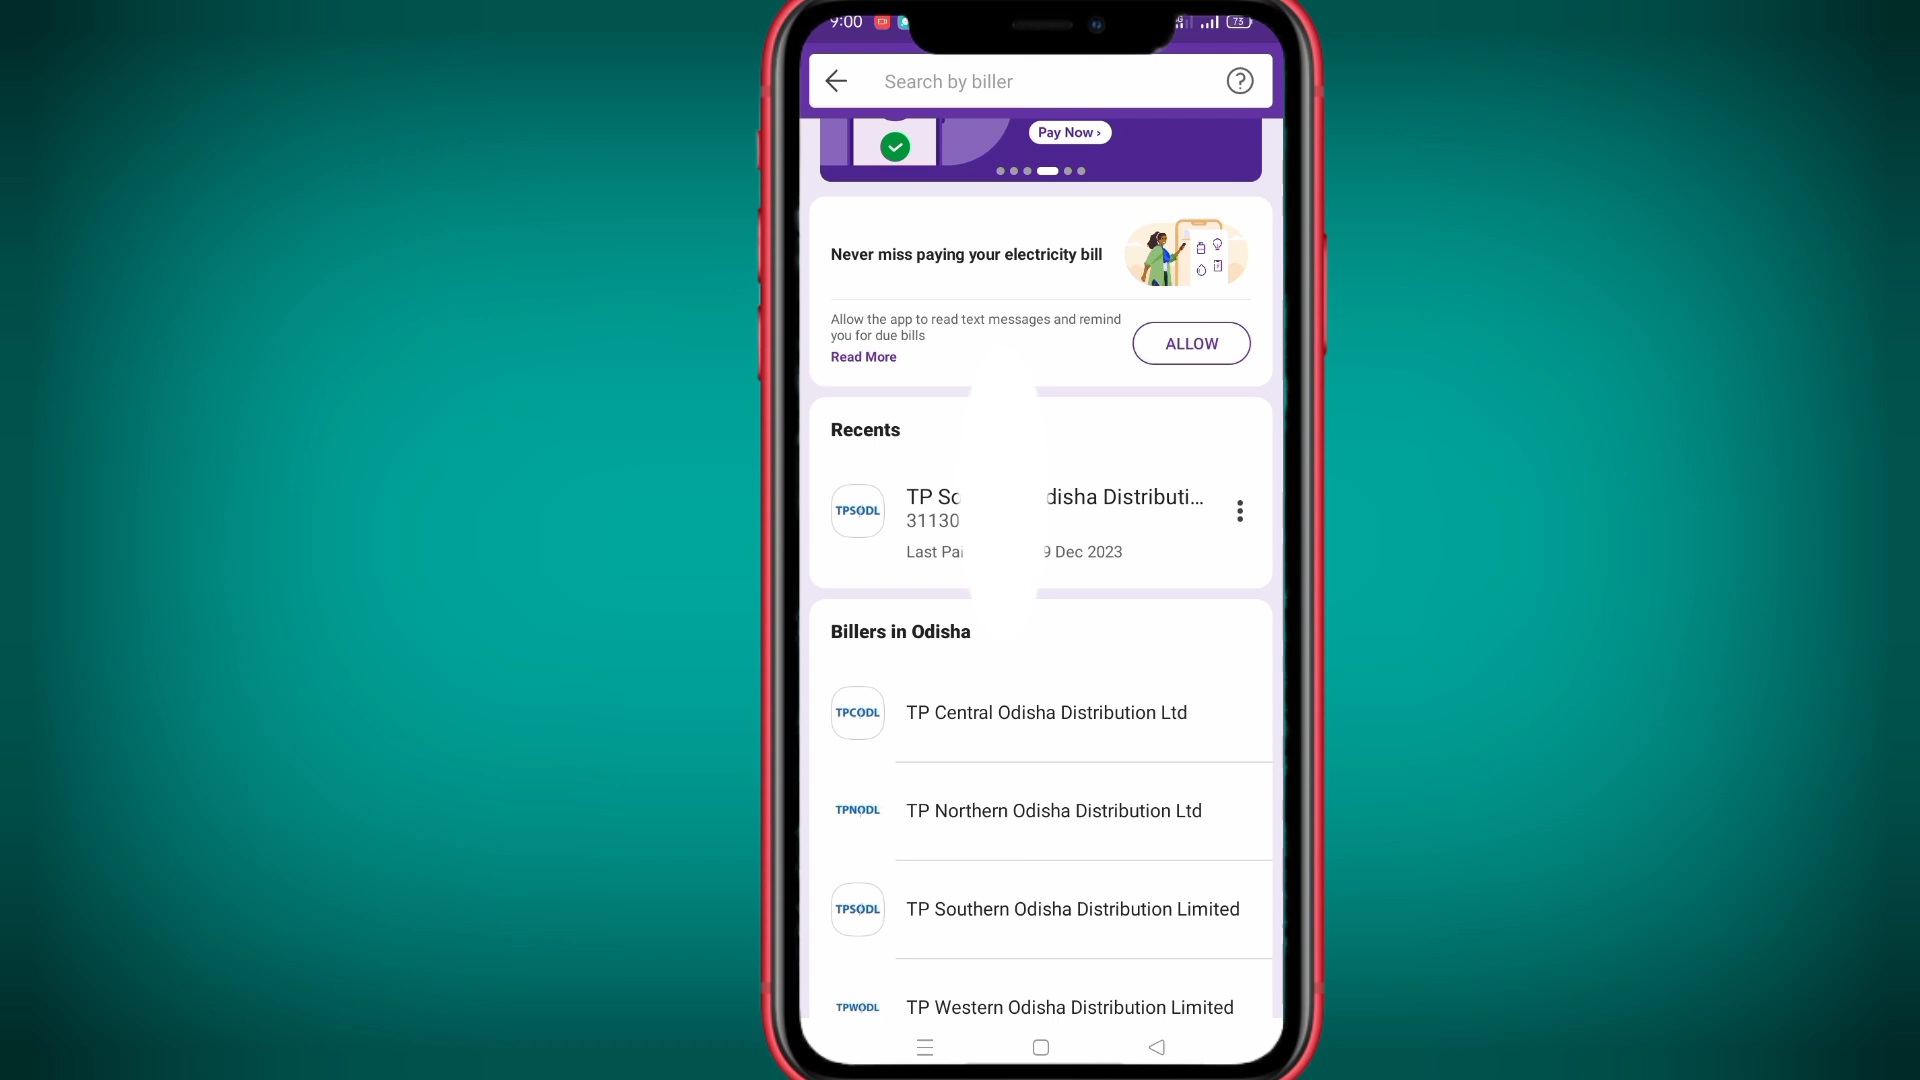 9:00
73
Search by biller
Pay Now ›
Never miss paying your electricity bill
Allow the app to read text messages and remind
you for due bills
Read More
ALLOW
Recents
TPSODL
TP So disha Distributi...
31130
Last Pai 9 Dec 2023
Billers in Odisha
TPCODL
TP Central Odisha Distribution Ltd
TPNODL
TP Northern Odisha Distribution Ltd
TPSODL
TP Southern Odisha Distribution Limited
TPWODL
TP Western Odisha Distribution Limited